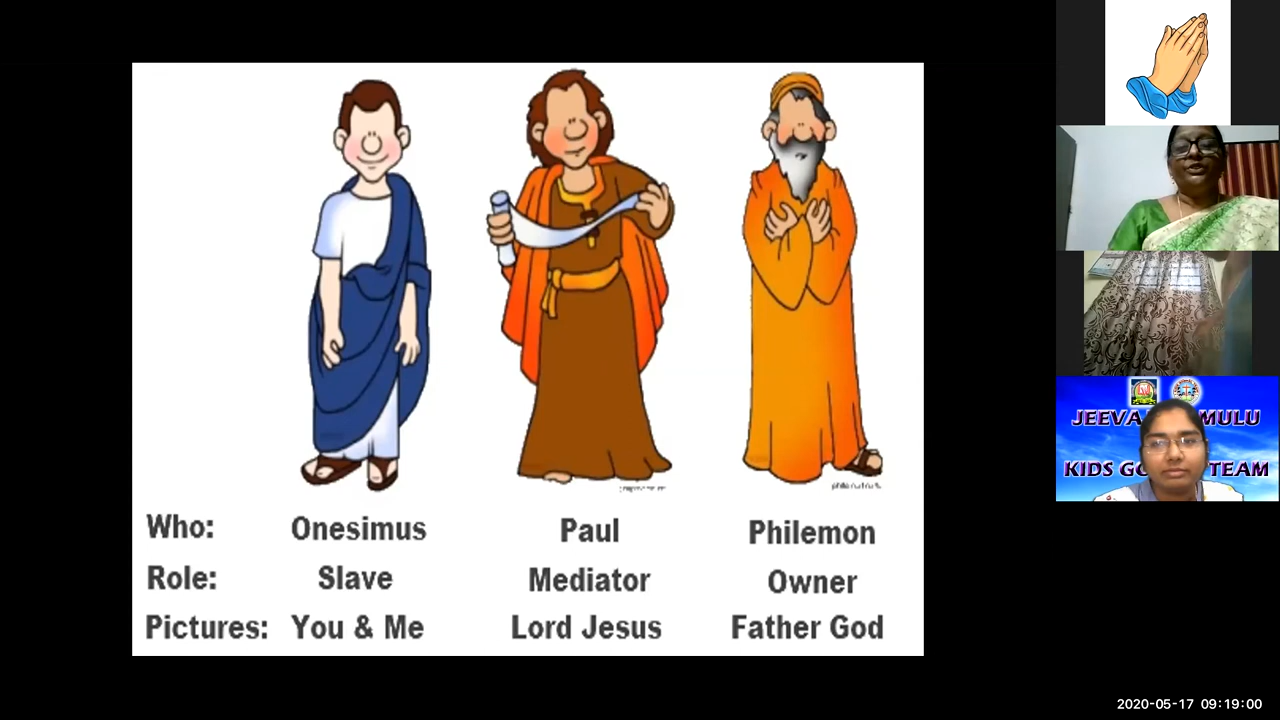 Who: Onesimus Paul Philemon
Role: Slave Mediator Owner
Pictures: You & Me Lord Jesus Father God
KIDS TEAM
2020-05-17 09:19:00